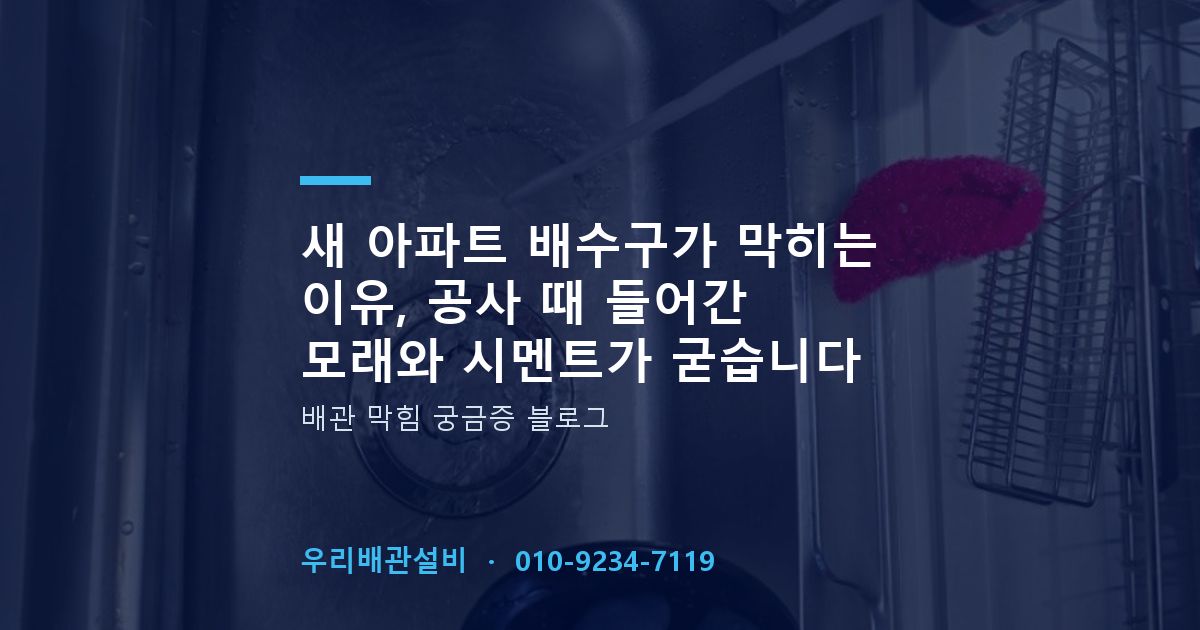 새 아파트 배수구가 막히는
이유, 공사 때 들어간
모래와 시멘트가 굳습니다
배관 막힘 궁금증 블로그
우리배관설비 · 010-9234-7119